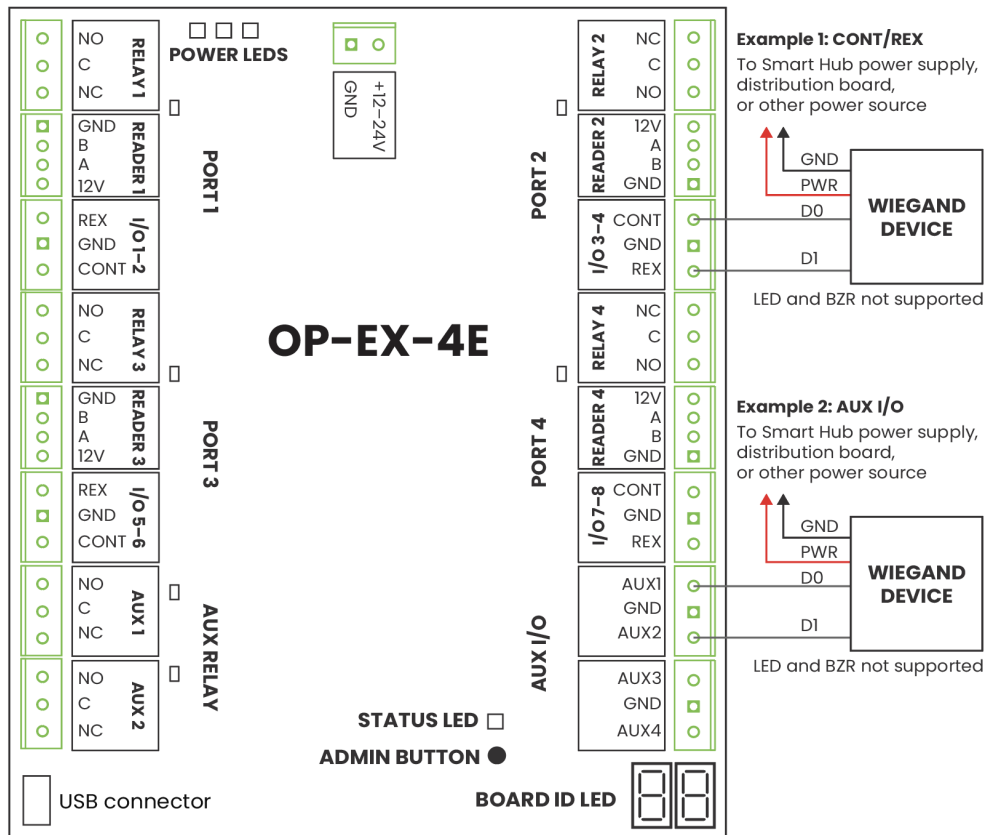 POWER LEDS
GND
+12–24V
NO
C
NC
RELAY 1
GND
B
A
12V
READER 1
PORT 1
REX
GND
CONT
I/O 1–2
NO
C
NC
RELAY 3
GND
B
A
12V
READER 3
PORT 3
REX
GND
CONT
I/O 5–6
NO
C
NC
AUX 1
AUX RELAY
NO
C
NC
AUX 2
USB connector
OP-EX-4E
RELAY 2
NC
C
NO
READER 2
12V
A
B
GND
PORT 2
I/O 3–4
CONT
GND
REX
RELAY 4
NC
C
NO
READER 4
12V
A
B
GND
PORT 4
I/O 7–8
CONT
GND
REX
AUX I/O
AUX1
GND
AUX2
AUX3
GND
AUX4
STATUS LED
ADMIN BUTTON
BOARD ID LED
88
Example 1: CONT/REX
To Smart Hub power supply,
distribution board,
or other power source
GND
PWR
D0
D1
WIEGAND
DEVICE
LED and BZR not supported
Example 2: AUX I/O
To Smart Hub power supply,
distribution board,
or other power source
GND
PWR
D0
D1
WIEGAND
DEVICE
LED and BZR not supported